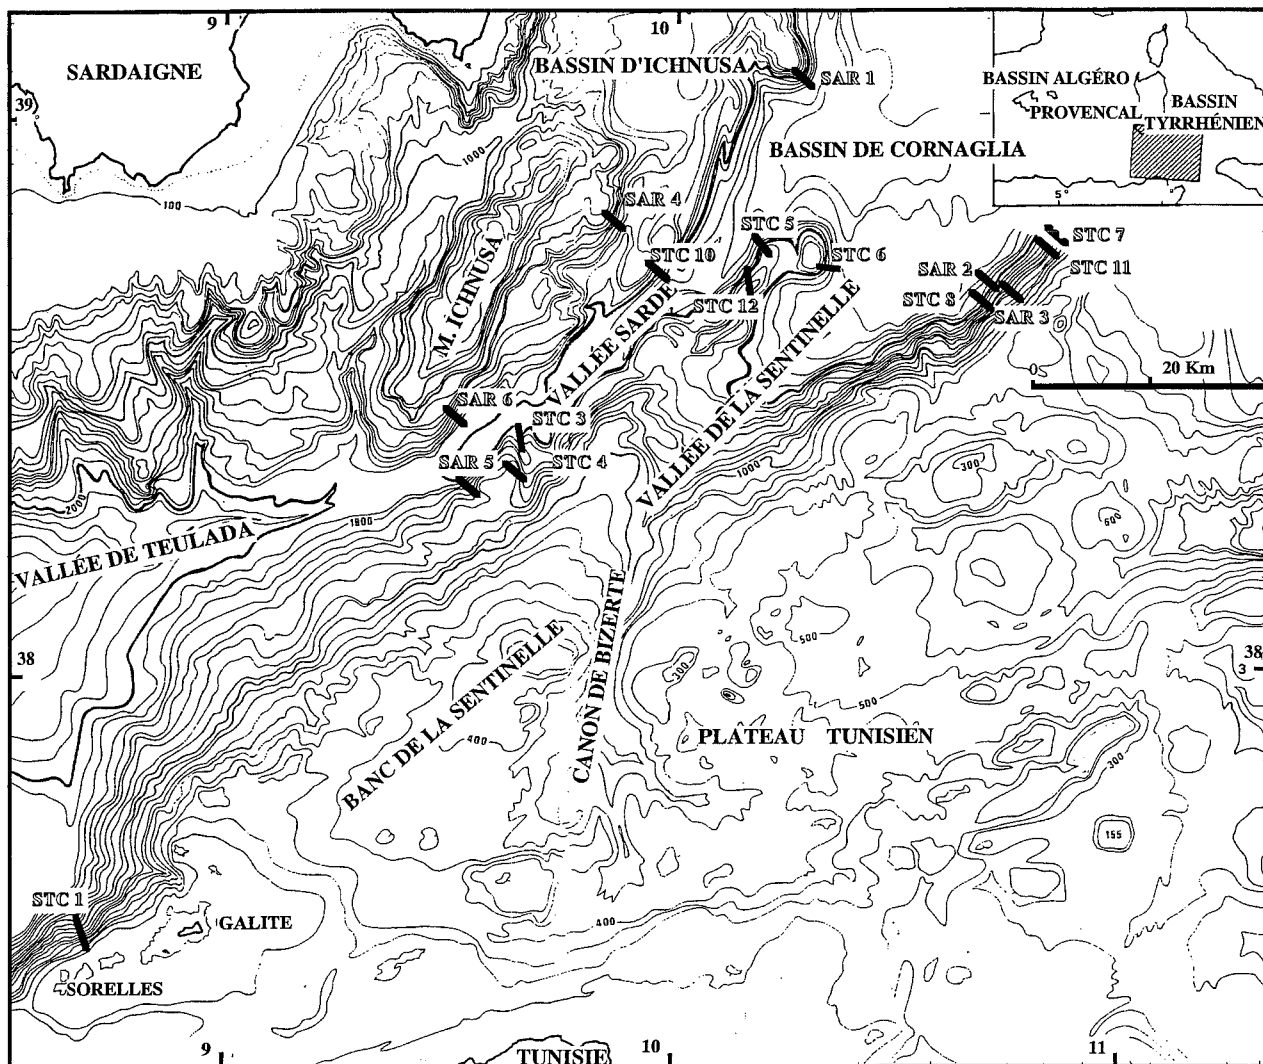 9
10
SARDAIGNE
BASSIN D'ICHNUSA
SAR 1
BASSIN ALGÉRO
PROVENCAL
BASSIN
TYRRHÉNIEN
5°
39
BASSIN DE CORNAGLIA
1000
100
SAR 4
M. ICHNUSA
STC 10
STC 5
STC 6
STC 12
STC 7
STC 11
SAR 2
STC 8
SAR 3
VALLÉE SARDE
VALLÉE DE LA SENTINELLE
20 Km
SAR 6
STC 3
SAR 5
STC 4
1000
300
500
2000
1800
VALLÉE DE TEULADA
CANON DE BIZERTE
BANC DE LA SENTINELLE
500
300
500
38
38
3
400
PLATEAU TUNISIEN
300
155
STC 1
GALITE
400
SORELLES
9
TUNISIE
10
11